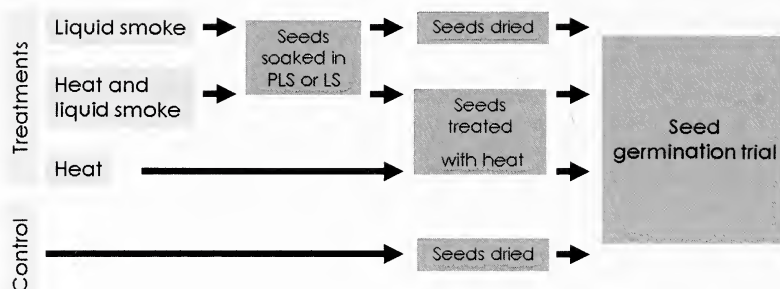 Treatments
Liquid smoke
Seeds
soaked in
PLS or LS
Seeds dried
Heat and
liquid smoke
Seeds
treated
with heat
Heat
Seed
germination trial
Control
Seeds dried